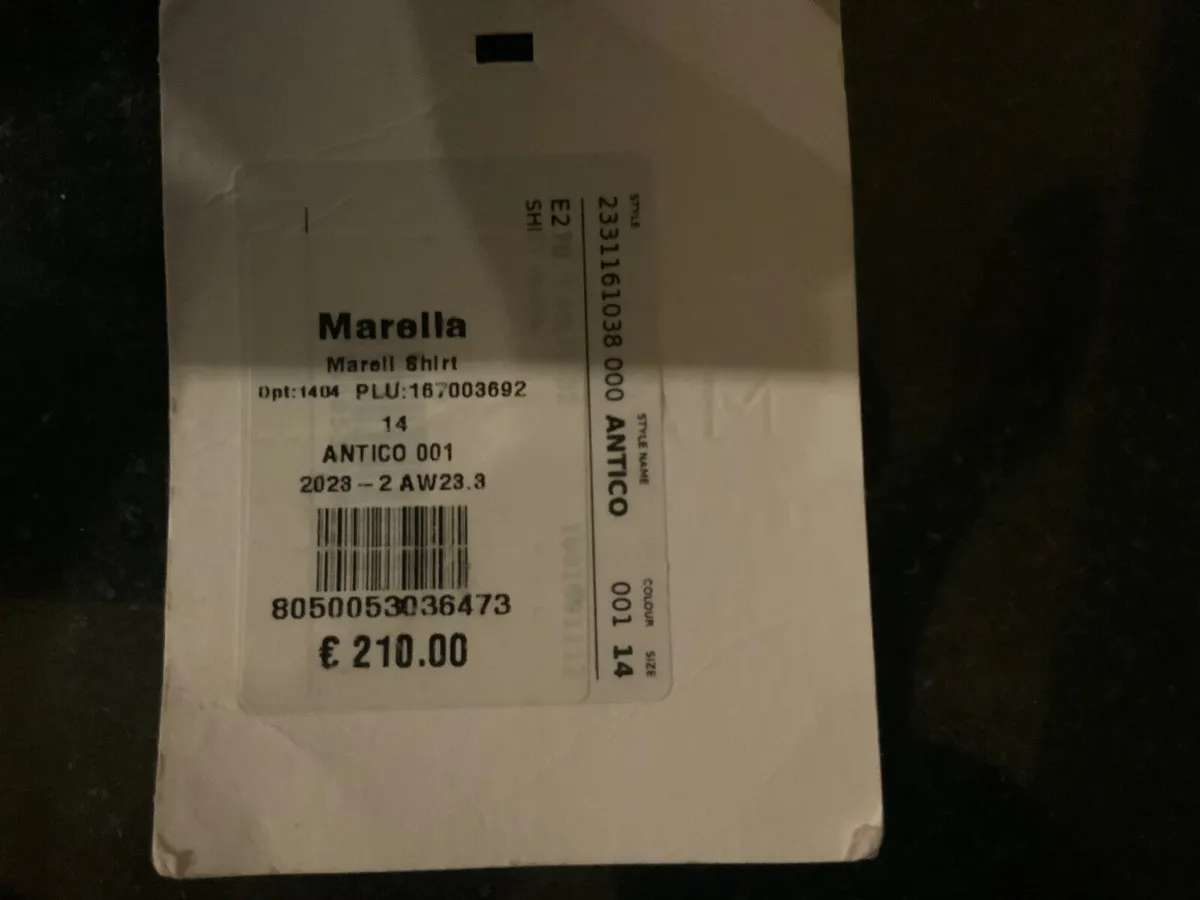 Marella
Marell Shirt
Dpt:1404 PLU:167003692
14
ANTICO 001
2023-2 AW23.3
8050053036473
€ 210.00
STYLE STYLE NAME COLOUR SIZE
2331161038 000 ANTICO 001 14
E2
SHI